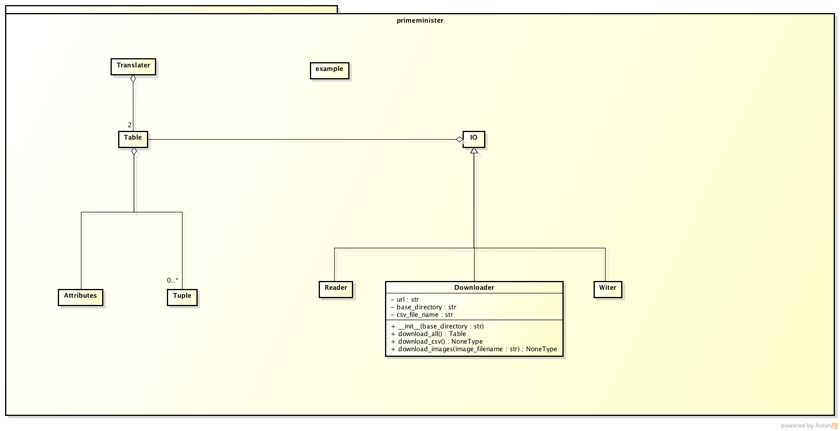 primeminister
Translater
example
2
Table
IO
0..*
Attributes
Tuple
Reader
Downloader
Witer
- url : str
- base_directory : str
- csv_file_name : str
+ __init__(base_directory : str)
+ download_all() : Table
+ download_csv() : NoneType
+ download_images(image_filename : str) : NoneType
powered by Astah